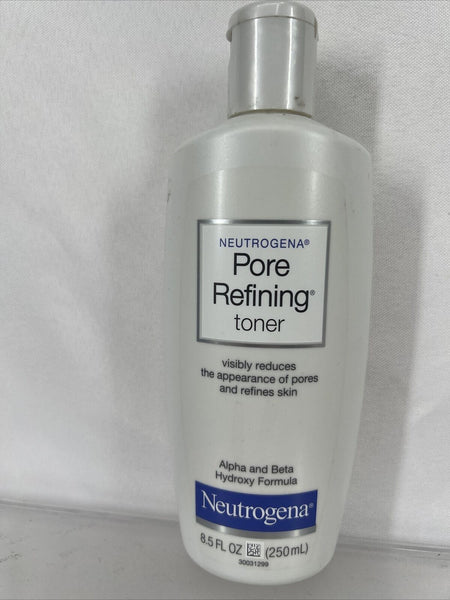 NEUTROGENA®
Pore
Refining®
toner
visibly reduces
the appearance of pores
and refines skin
Alpha and Beta
Hydroxy Formula
Neutrogena®
8.5 FL OZ (250mL)
30031299